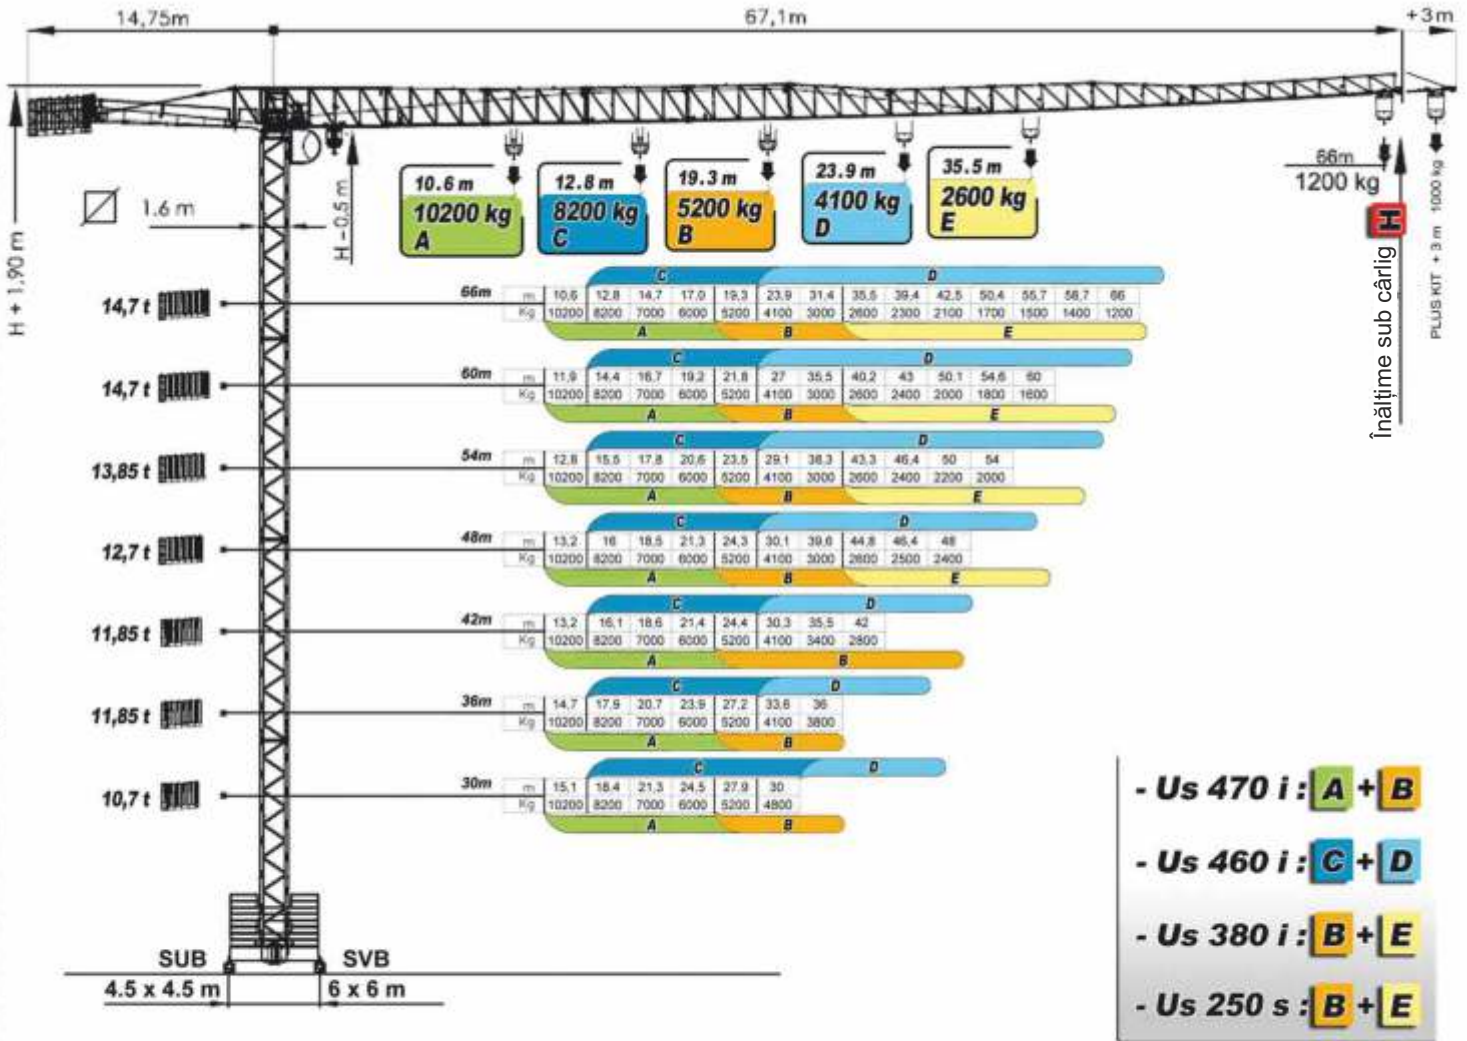 14,75m 67,1m +3m
H + 1,90 m
1.6 m
H - 0,5 m
10.6 m
10200 kg
A
12.8 m
8200 kg
C
19.3 m
5200 kg
B
23.9 m
4100 kg
D
35.5 m
2600 kg
E
66m
1200 kg
H
Înălțime sub cârlig
PLUS KIT + 3 m 1000 kg
C D
14,7 t 66m m 10,6 12,8 14,7 17,0 19,3 23,9 31,4 35,5 39,4 42,5 50,4 55,7 58,7 66
Kg 10200 8200 7000 6000 5200 4100 3000 2600 2300 2100 1700 1500 1400 1200
A B E
C D
14,7 t 60m m 11,9 14,4 16,7 19,2 21,8 27 35,5 40,2 43 50,1 54,6 60
Kg 10200 8200 7000 6000 5200 4100 3000 2600 2400 2000 1800 1600
A B E
C D
13,85 t 54m m 12,8 15,5 17,8 20,6 23,5 29,1 38,3 43,3 46,4 50 54
Kg 10200 8200 7000 6000 5200 4100 3000 2600 2400 2200 2000
A B E
C D
12,7 t 48m m 13,2 16 18,5 21,3 24,3 30,1 39,6 44,8 46,4 48
Kg 10200 8200 7000 6000 5200 4100 3000 2600 2500 2400
A B E
C D
11,85 t 42m m 13,2 16,1 18,6 21,4 24,4 30,3 35,5 42
Kg 10200 8200 7000 6000 5200 4100 3400 2800
A B
C D
11,85 t 36m m 14,7 17,9 20,7 23,9 27,2 33,6 36
Kg 10200 8200 7000 6000 5200 4100 3800
A B
C D
10,7 t 30m m 15,1 18,4 21,3 24,5 27,9 30
Kg 10200 8200 7000 6000 5200 4800
A B
SUB SVB
4.5 x 4.5 m 6 x 6 m
- Us 470 i : A + B
- Us 460 i : C + D
- Us 380 i : B + E
- Us 250 s : B + E